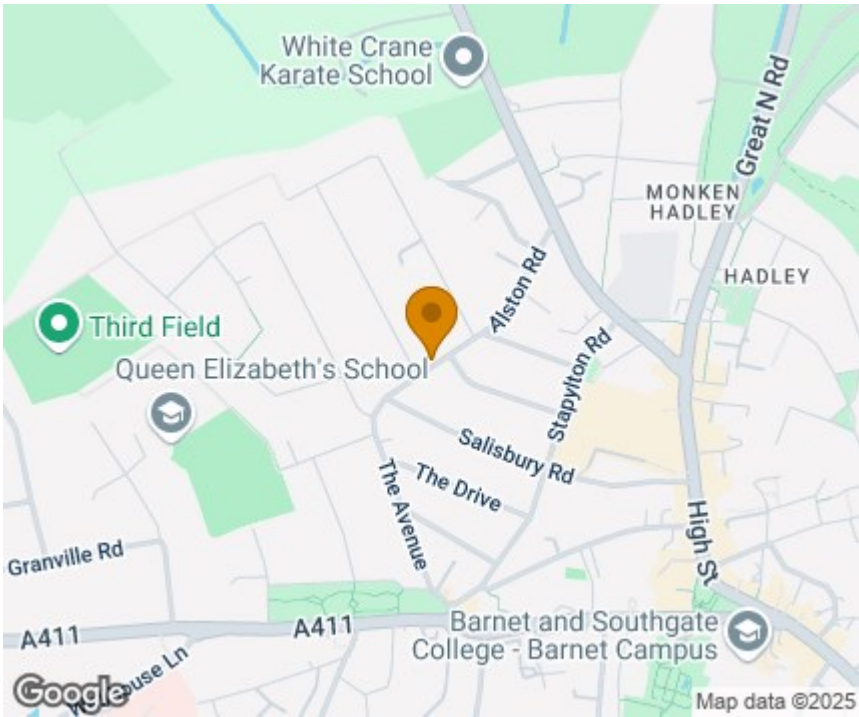 White Crane
Karate School
Great N Rd
MONKEN
HADLEY
HADLEY
Alston Rd
Third Field
Queen Elizabeth's School
Stapylton Rd
Salisbury Rd
The Drive
The Avenue
High St
Granville Rd
A411
A411
Barnet and Southgate
College - Barnet Campus
Ln
Google
Map data ©2025